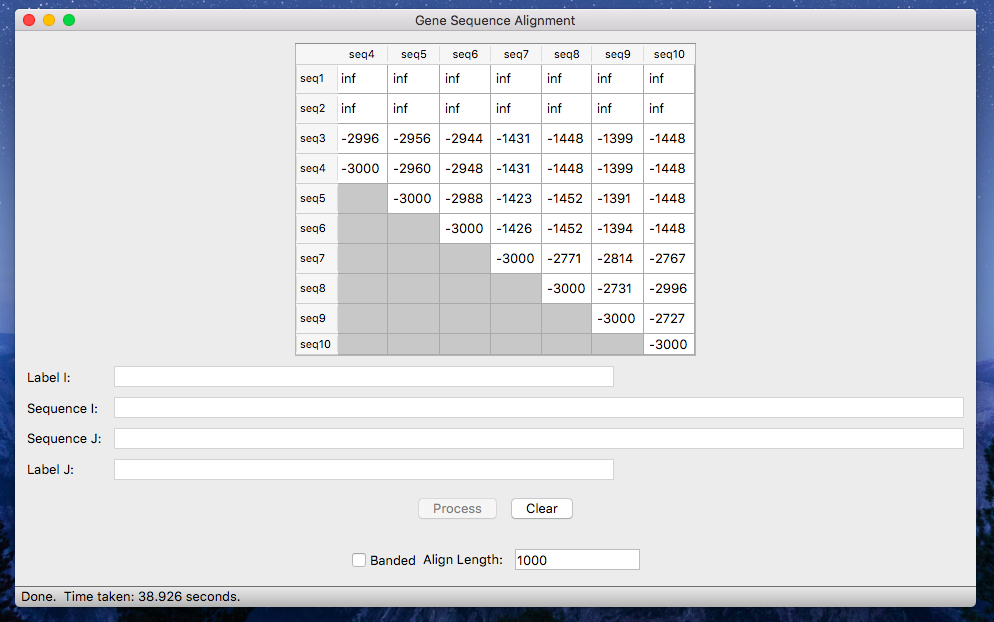 Gene Sequence Alignment
seq4 seq5 seq6 seq7 seq8 seq9 seq10
seq1 inf inf inf inf inf inf inf
seq2 inf inf inf inf inf inf inf
seq3 -2996 -2956 -2944 -1431 -1448 -1399 -1448
seq4 -3000 -2960 -2948 -1431 -1448 -1399 -1448
seq5 -3000 -2988 -1423 -1452 -1391 -1448
seq6 -3000 -1426 -1452 -1394 -1448
seq7 -3000 -2771 -2814 -2767
seq8 -3000 -2731 -2996
seq9 -3000 -2727
seq10 -3000
Label I:
Sequence I:
Sequence J:
Label J:
Process Clear
Banded Align Length: 1000
Done. Time taken: 38.926 seconds.